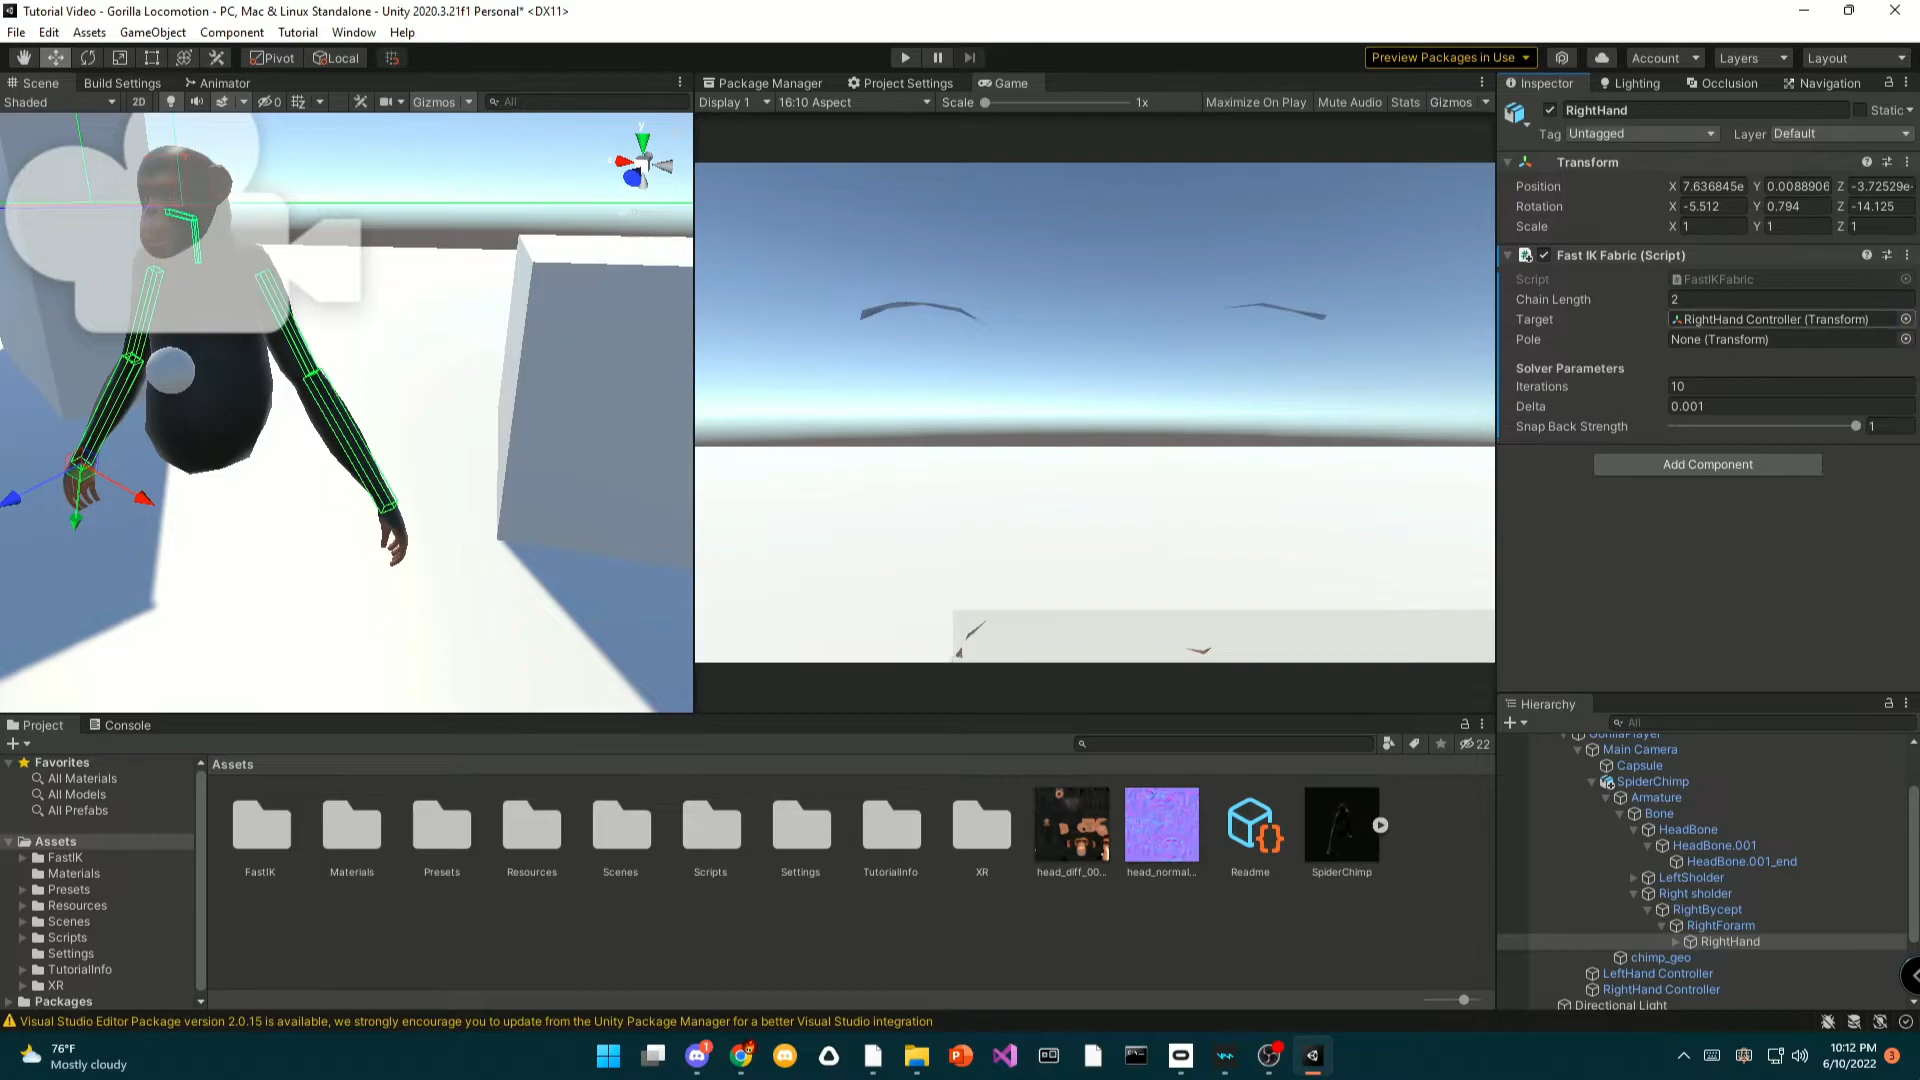 Tutorial Video - Gorilla Locomotion - PC, Mac & Linux Standalone - Unity 2020.3.21f1 Personal* <DX11>
File Edit Assets GameObject Component Tutorial Window Help
Pivot Local Preview Packages in Use Account Layers Layout
Scene Build Settings Animator Package Manager Project Settings Game Inspector Lighting Occlusion Navigation
Shaded 2D 0 Gizmos All Display 1 16:10 Aspect Scale 1x Maximize On Play Mute Audio Stats Gizmos
y
RightHand Static
Tag Untagged Layer Default
Transform
Position X 7.636845e Y 0.0088906 Z -3.72529e-
Rotation X -5.512 Y 0.794 Z -14.125
Scale X 1 Y 1 Z 1
Fast IK Fabric (Script)
Script FastIKFabric
Chain Length 2
Target RightHand Controller (Transform)
Pole None (Transform)
Solver Parameters
Iterations 10
Delta 0.001
Snap Back Strength 1
Add Component
Hierarchy
All
GorillaPlayer
Main Camera
Capsule
SpiderChimp
Armature
Bone
HeadBone
HeadBone.001
HeadBone.001_end
LeftSholder
Right sholder
RightBycept
RightForarm
RightHand
chimp_geo
LeftHand Controller
RightHand Controller
Directional Light
Project Console
22
Favorites
All Materials
All Models
All Prefabs
Assets
FastIK
Materials
Presets
Resources
Scenes
Scripts
Settings
TutorialInfo
XR
Packages
Assets
FastIK Materials Presets Resources Scenes Scripts Settings TutorialInfo XR head_diff_00... head_normal... Readme SpiderChimp
Visual Studio Editor Package version 2.0.15 is available, we strongly encourage you to update from the Unity Package Manager for a better Visual Studio integration
76°F
Mostly cloudy
1
10:12 PM
6/10/2022
3